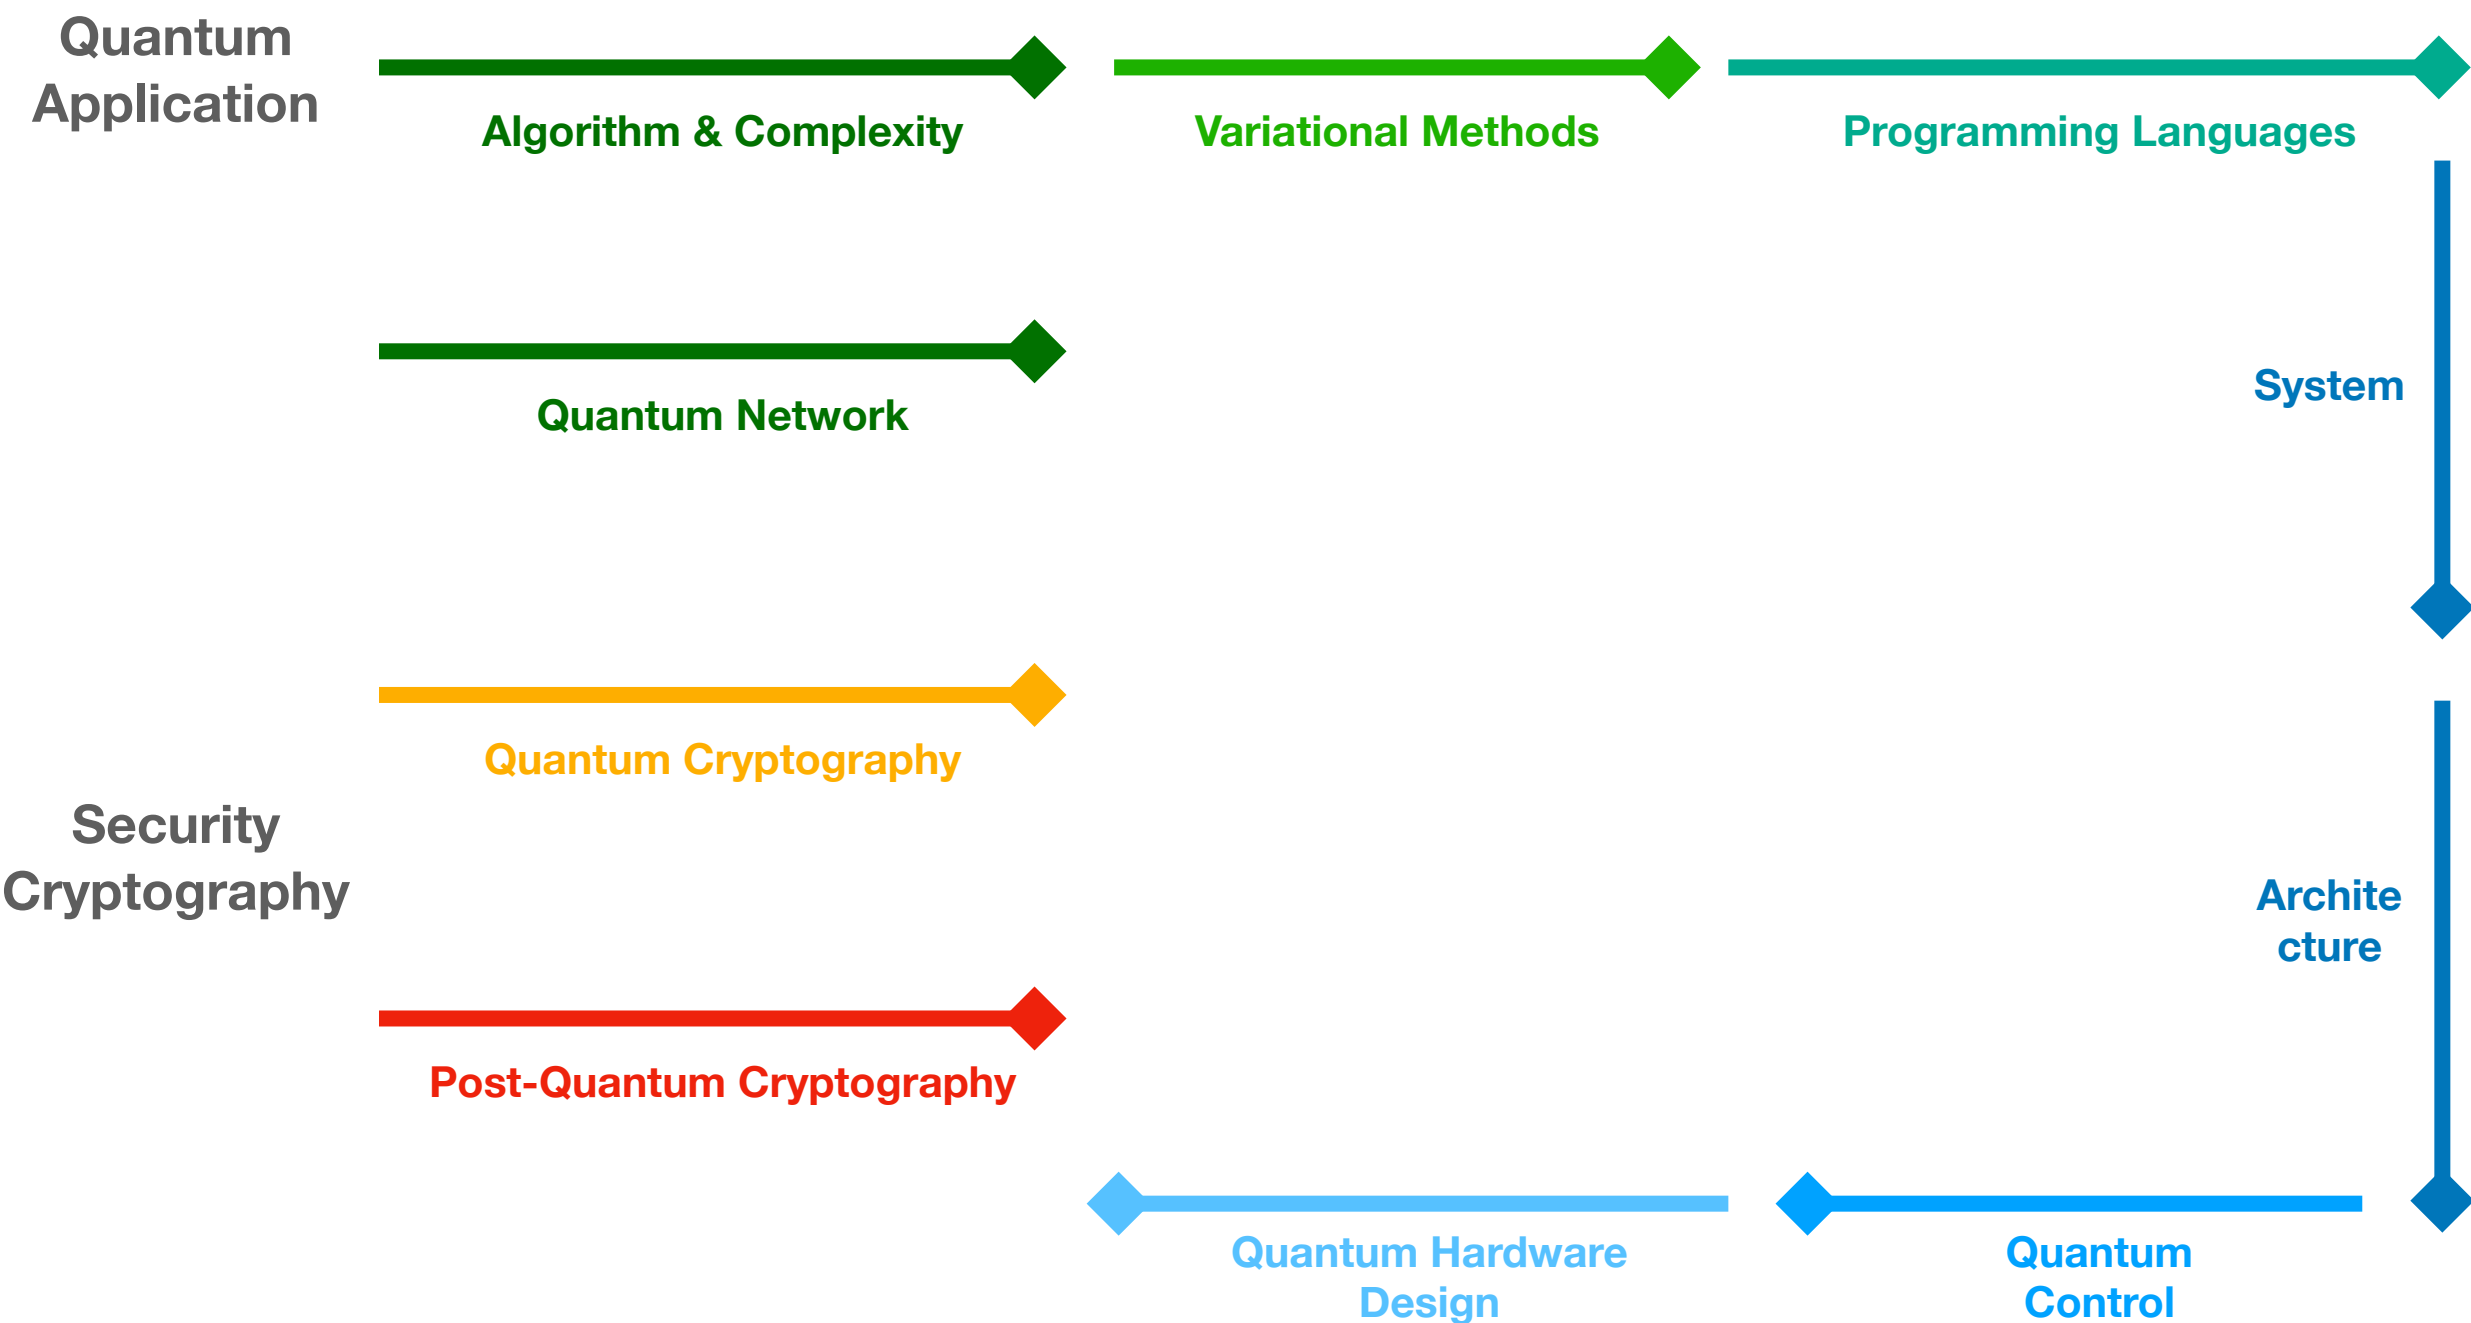 Quantum
Application
Algorithm & Complexity
Variational Methods
Programming Languages
Quantum Network
System
Quantum Cryptography
Security
Cryptography
Archite
cture
Post-Quantum Cryptography
Quantum Hardware
Design
Quantum
Control